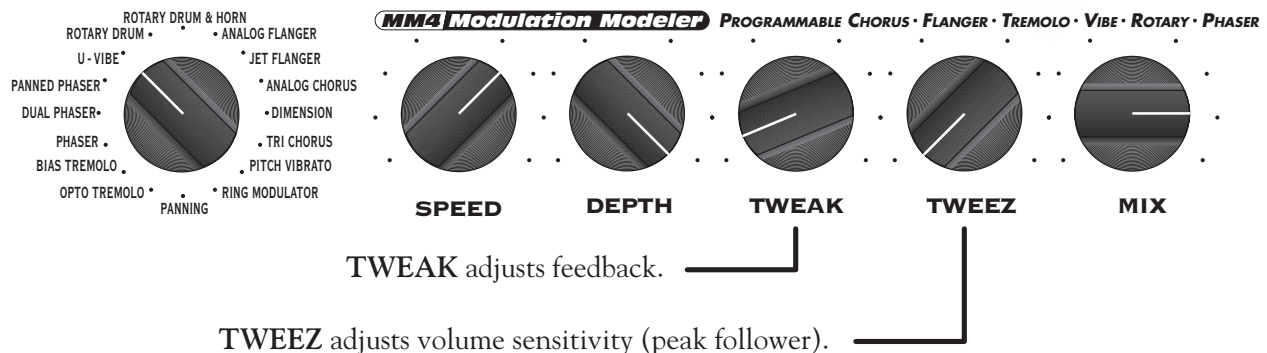 ROTARY DRUM & HORN
ROTARY DRUM
ANALOG FLANGER
U-VIBE
JET FLANGER
PANNED PHASER
ANALOG CHORUS
DUAL PHASER
DIMENSION
PHASER
TRI CHORUS
BIAS TREMOLO
PITCH VIBRATO
OPTO TREMOLO
RING MODULATOR
PANNING
MM4 Modulation Modeler PROGRAMMABLE CHORUS · FLANGER · TREMOLO · VIBE · ROTARY · PHASER
SPEED DEPTH TWEAK TWEEZ MIX
TWEAK adjusts feedback.
TWEEZ adjusts volume sensitivity (peak follower).